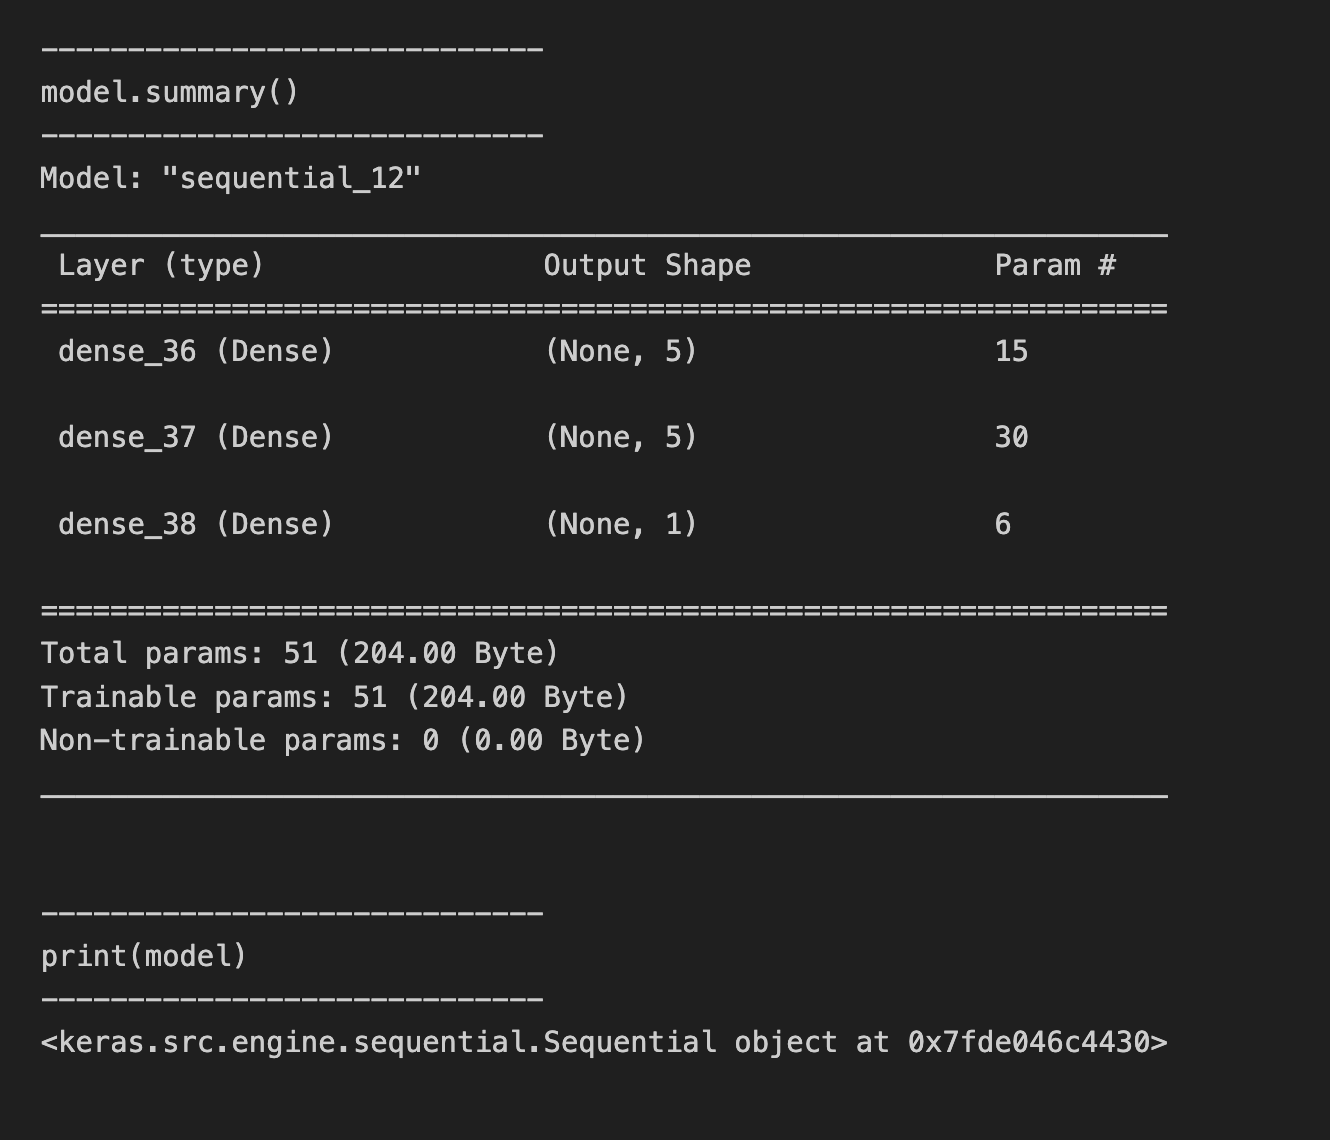 -----------------------------
model.summary()
-----------------------------
Model: "sequential_12"
_________________________________________________________________
Layer (type) Output Shape Param #
=================================================================
dense_36 (Dense) (None, 5) 15
dense_37 (Dense) (None, 5) 30
dense_38 (Dense) (None, 1) 6
=================================================================
Total params: 51 (204.00 Byte)
Trainable params: 51 (204.00 Byte)
Non-trainable params: 0 (0.00 Byte)
_________________________________________________________________
-----------------------------
print(model)
-----------------------------
<keras.src.engine.sequential.Sequential object at 0x7fde046c4430>